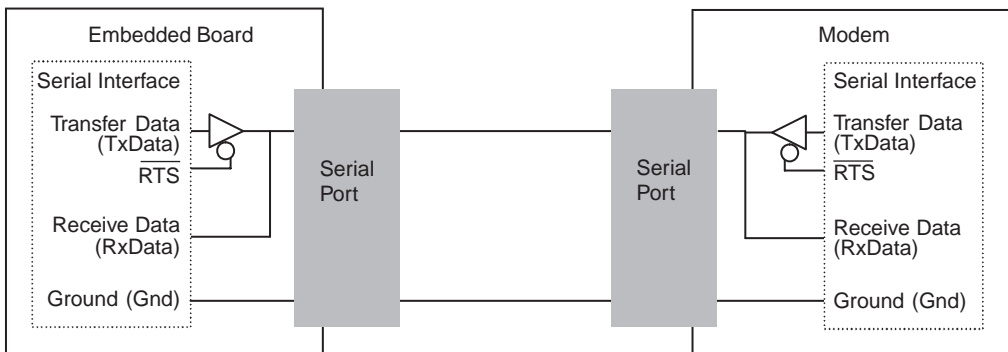 Embedded Board
Serial Interface
Transfer Data
(TxData)
RTS
Receive Data
(RxData)
Ground (Gnd)
Serial
Port
Serial
Port
Modem
Serial Interface
Transfer Data
(TxData)
RTS
Receive Data
(RxData)
Ground (Gnd)